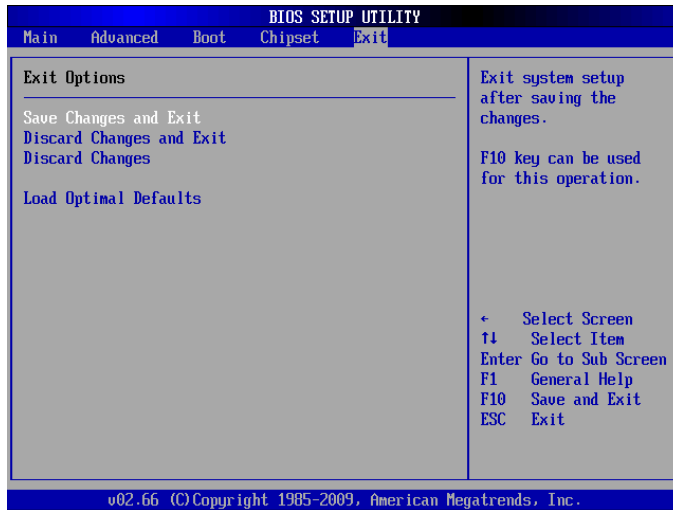 BIOS SETUP UTILITY
Main Advanced Boot Chipset Exit
Exit Options
Save Changes and Exit
Discard Changes and Exit
Discard Changes
Load Optimal Defaults
Exit system setup
after saving the
changes.
F10 key can be used
for this operation.
← Select Screen
↑↓ Select Item
Enter Go to Sub Screen
F1 General Help
F10 Save and Exit
ESC Exit
v02.66 (C)Copyright 1985-2009, American Megatrends, Inc.